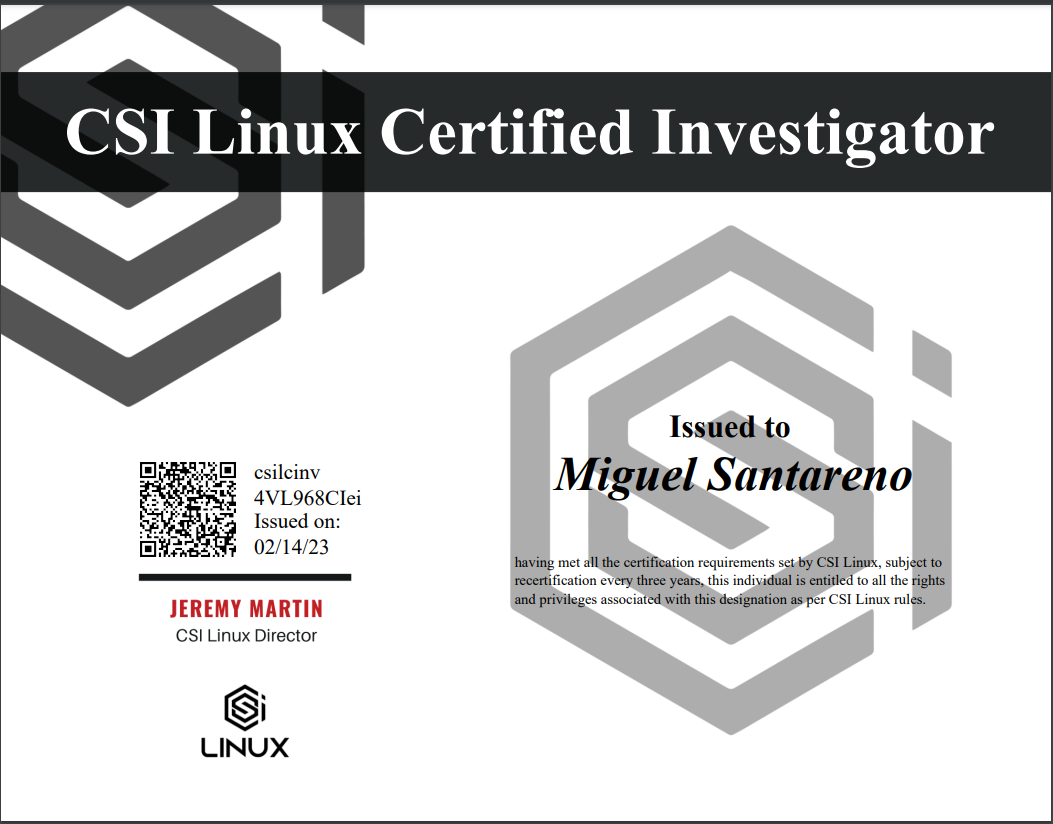 CSI Linux Certified Investigator
Issued to
Miguel Santareno
csilcinv
4VL968CIei
Issued on:
02/14/23
having met all the certification requirements set by CSI Linux, subject to
recertification every three years, this individual is entitled to all the rights
and privileges associated with this designation as per CSI Linux rules.
JEREMY MARTIN
CSI Linux Director
LINUX